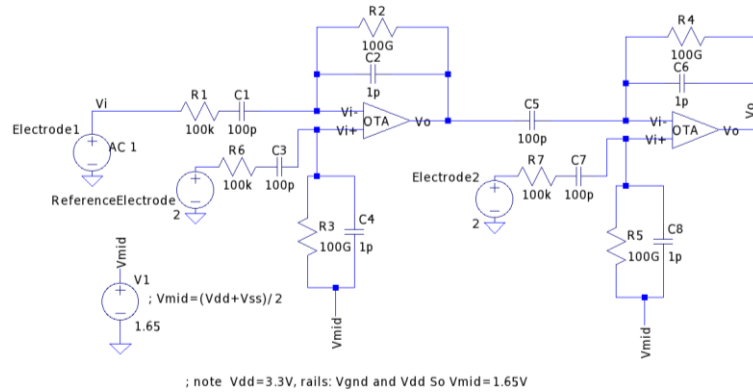 R2
100G
C2
1p
R4
100G
C6
1p
Vi
R1
100k
C1
100p
Vi-
Vi+
OTA
Vo
C5
100p
Vi-
Vi+
OTA
Vo
Vo
Electrode1
AC 1
R6
100k
C3
100p
ReferenceElectrode
2
Electrode2
2
R7
100k
C7
100p
R3
100G
C4
1p
R5
100G
C8
1p
Vmid
Vmid
Vmid
V1
1.65
; Vmid=(Vdd+Vss)/2
; note Vdd=3.3V, rails: Vgnd and Vdd So Vmid=1.65V